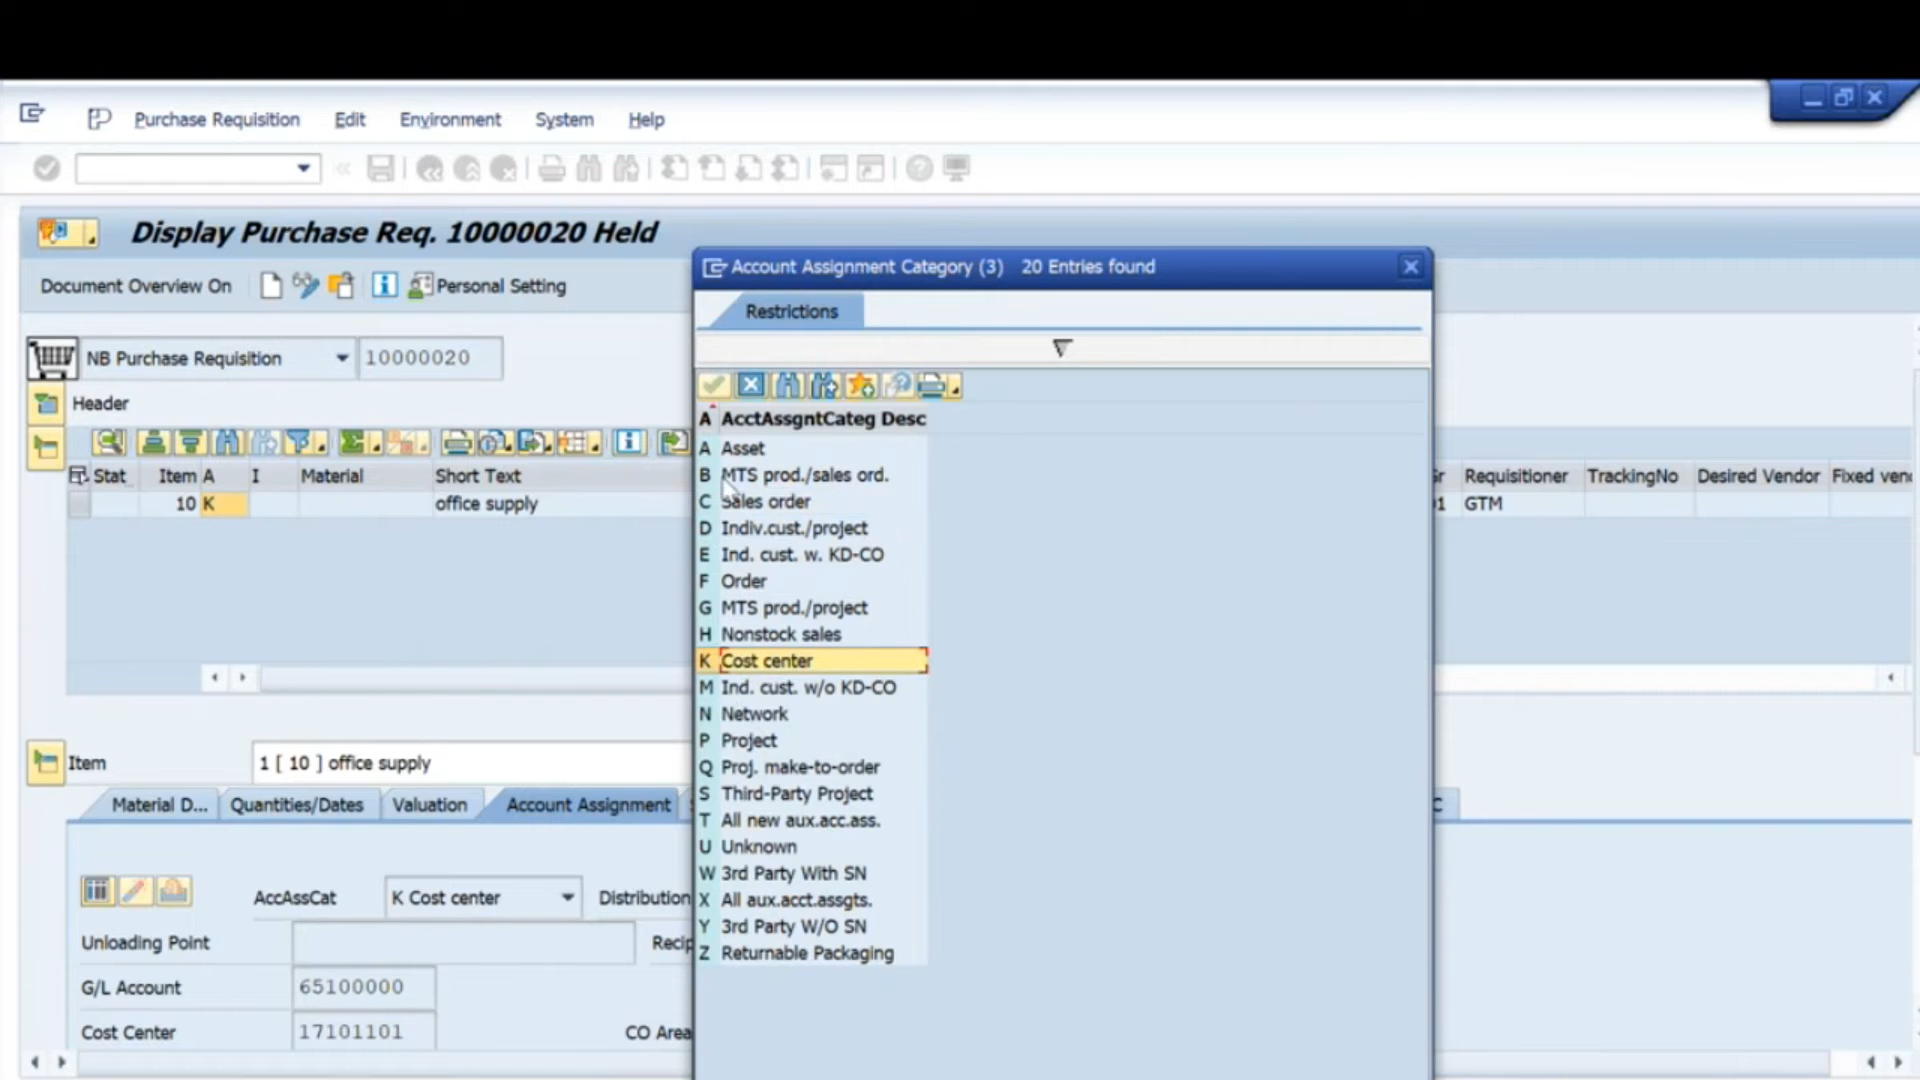 Purchase Requisition Edit Environment System Help
Display Purchase Req. 10000020 Held
Document Overview On Personal Setting
NB Purchase Requisition 10000020
Header
Stat Item A I Material Short Text
10 K office supply
Requisitioner TrackingNo Desired Vendor Fixed ven
GTM
Item 1 [ 10 ] office supply
Material D... Quantities/Dates Valuation Account Assignment
AccAssCat K Cost center Distribution
Unloading Point Recip
G/L Account 65100000
Cost Center 17101101 CO Area
Account Assignment Category (3) 20 Entries found
Restrictions
A AcctAssgntCateg Desc
A Asset
B MTS prod./sales ord.
C Sales order
D Indiv.cust./project
E Ind. cust. w. KD-CO
F Order
G MTS prod./project
H Nonstock sales
K Cost center
M Ind. cust. w/o KD-CO
N Network
P Project
Q Proj. make-to-order
S Third-Party Project
T All new aux.acc.ass.
U Unknown
W 3rd Party With SN
X All aux.acct.assgts.
Y 3rd Party W/O SN
Z Returnable Packaging